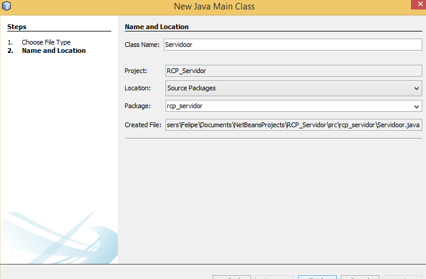 New Java Main Class
Steps
1. Choose File Type
2. Name and Location
Name and Location
Class Name: Servidoor
Project: RCP_Servidor
Location: Source Packages
Package: rcp_servidor
Created File: sers\Felipe\Documents\NetBeansProjects\RCP_Servidor\src\rcp_servidor\Servidoor.java